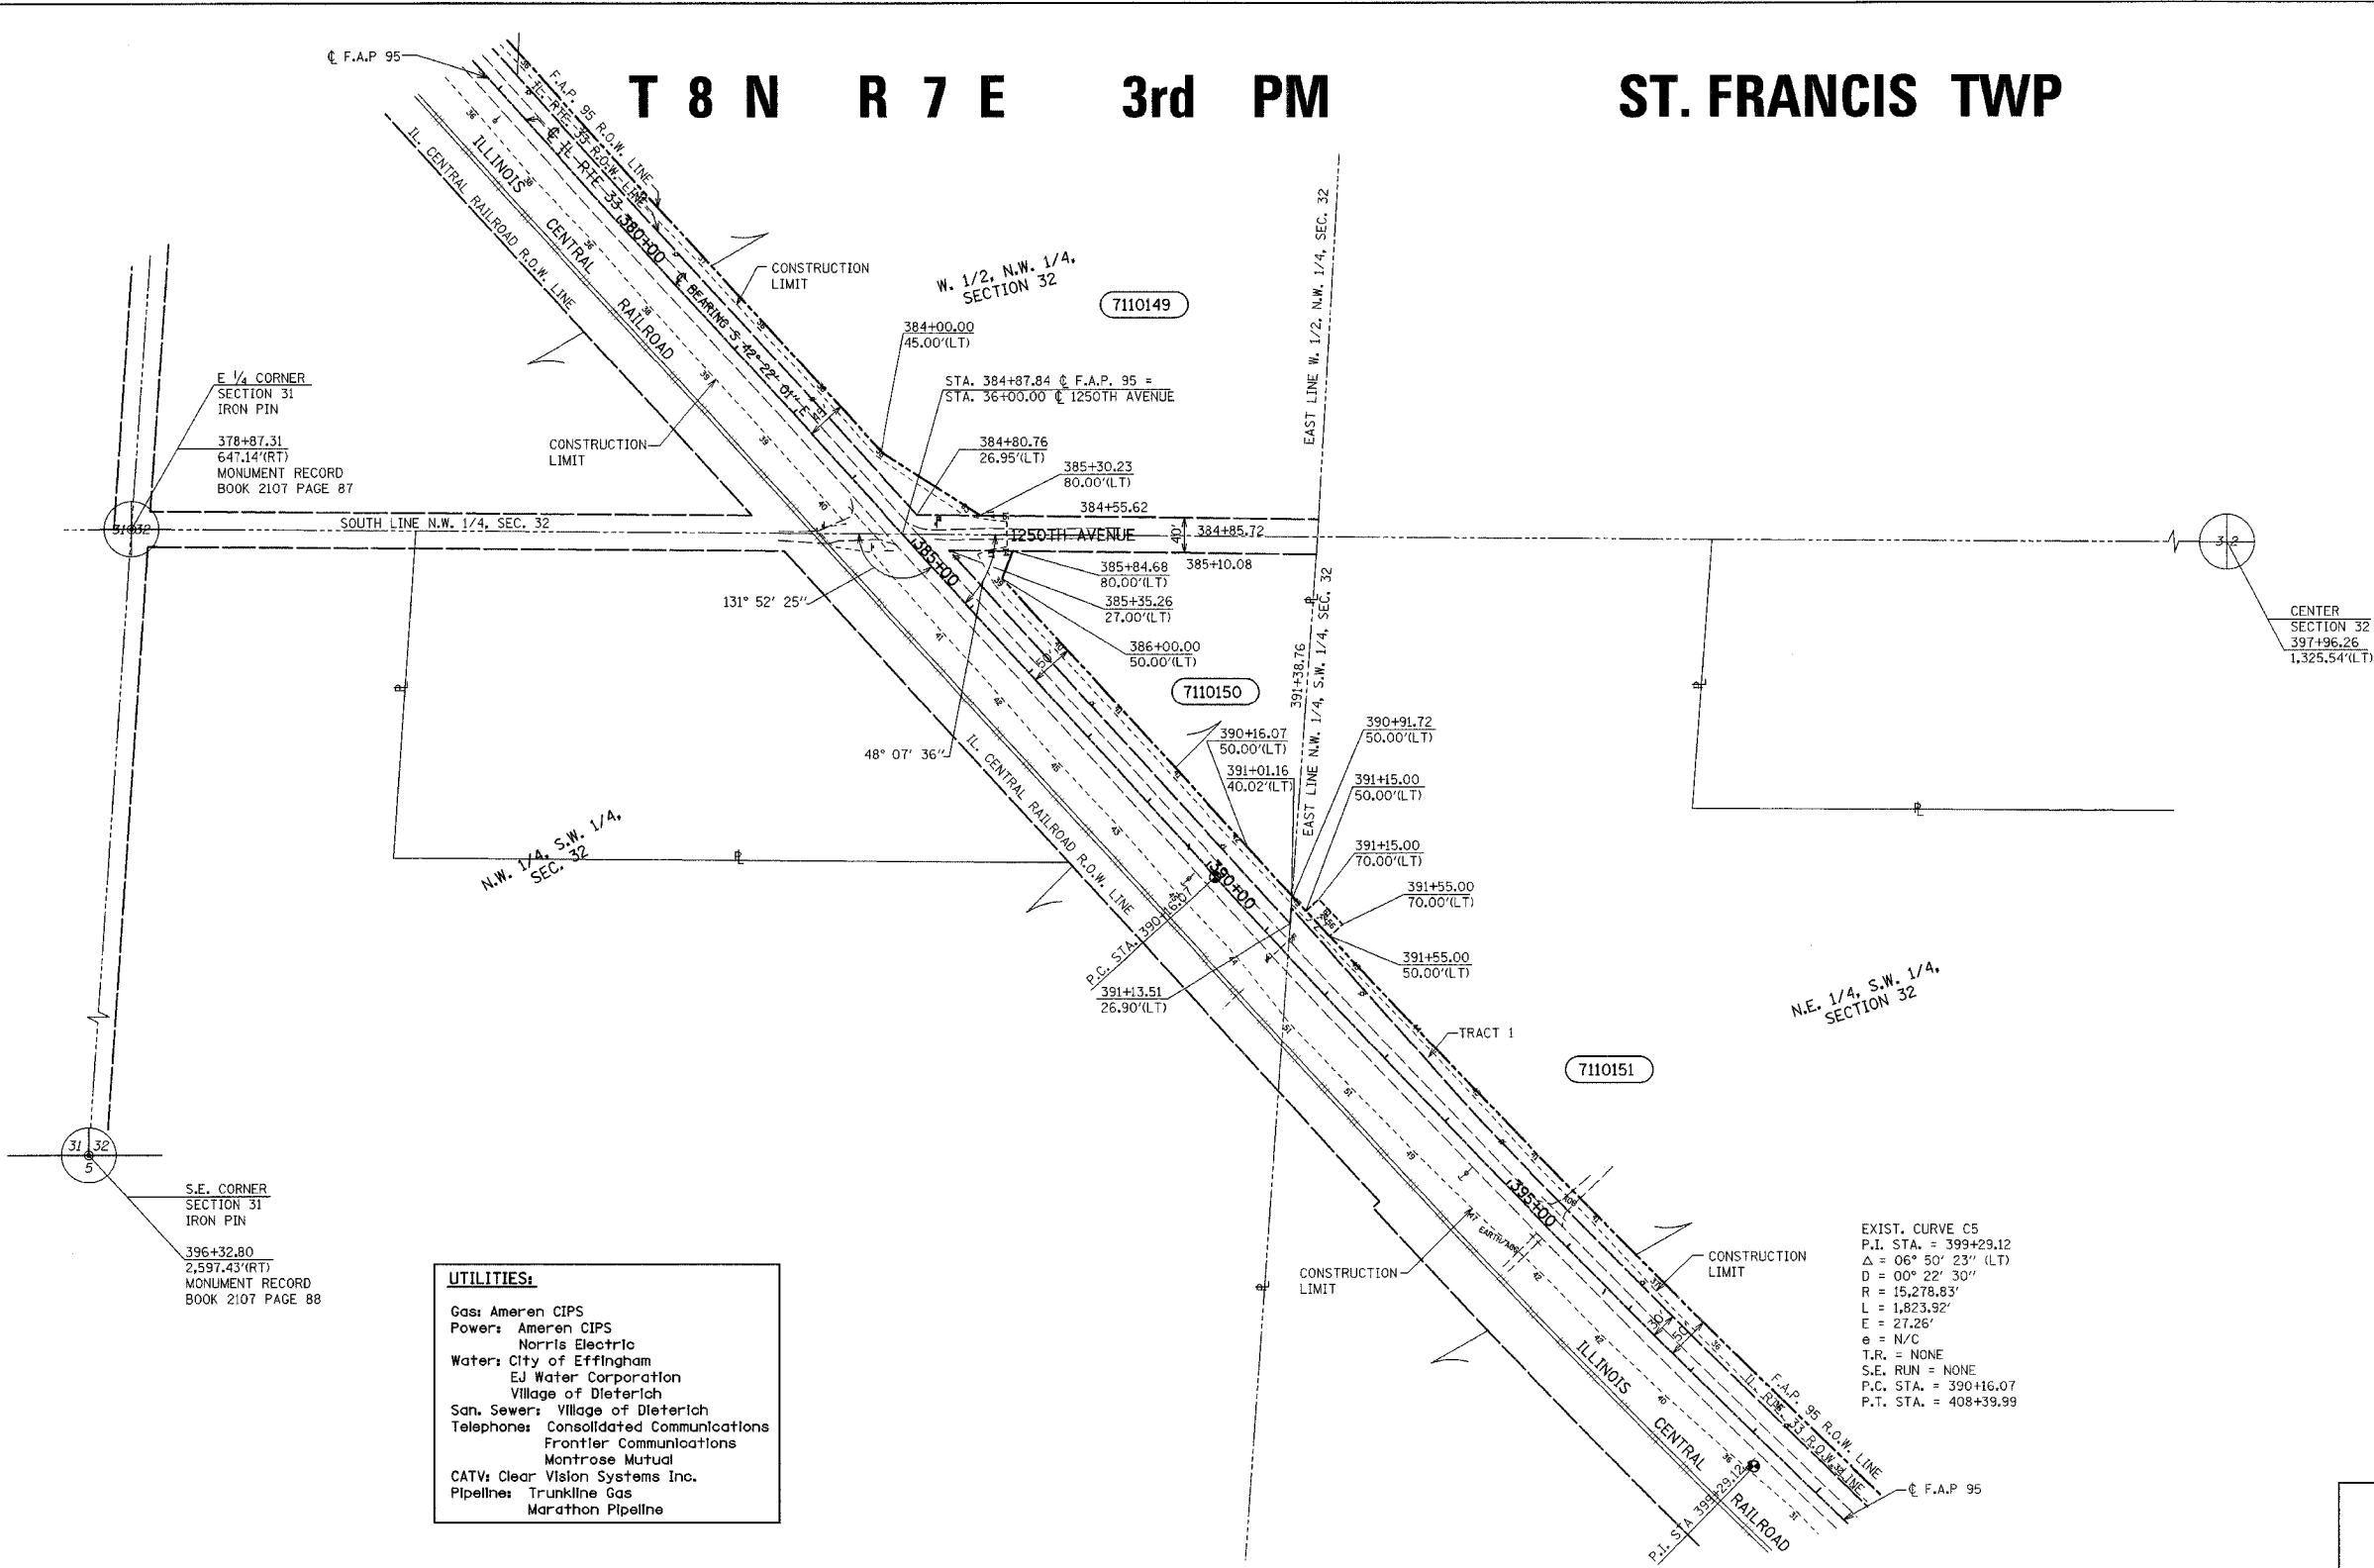 T 8 N R 7 E 3rd PM
ST. FRANCIS TWP
℄ F.A.P 95
F.A.P. 95 R.O.W. LINE
IL. RTE. 33 R.O.W. LINE
℄ IL RTE 33
380+00
℄ BEARING S 42° 22' 01" E
ILLINOIS
CENTRAL
RAILROAD
IL. CENTRAL RAILROAD R.O.W. LINE
CONSTRUCTION
LIMIT
W. 1/2, N.W. 1/4,
SECTION 32
7110149
384+00.00
45.00'(LT)
STA. 384+87.84 ℄ F.A.P. 95 =
STA. 36+00.00 ℄ 1250TH AVENUE
384+80.76
26.95'(LT)
385+30.23
80.00'(LT)
384+55.62
1250TH AVENUE
40'
384+85.72
385+10.08
385+84.68
80.00'(LT)
385+35.26
27.00'(LT)
386+00.00
50.00'(LT)
EAST LINE W. 1/2, N.W. 1/4, SEC. 32
E 1/4 CORNER
SECTION 31
IRON PIN
378+87.31
647.14'(RT)
MONUMENT RECORD
BOOK 2107 PAGE 87
CONSTRUCTION
LIMIT
SOUTH LINE N.W. 1/4, SEC. 32
385+00
131° 52' 25"
48° 07' 36"
7110150
391+38.76
EAST LINE N.W. 1/4, S.W. 1/4, SEC. 32
CENTER
SECTION 32
397+96.26
1,325.54'(LT)
390+16.07
50.00'(LT)
391+01.16
40.02'(LT)
390+91.72
50.00'(LT)
391+15.00
50.00'(LT)
391+15.00
70.00'(LT)
391+55.00
70.00'(LT)
391+55.00
50.00'(LT)
390+00
P.C. STA. 390+16.07
391+13.51
26.90'(LT)
IL. CENTRAL RAILROAD R.O.W. LINE
N.W. 1/4, S.W. 1/4,
SEC. 32
N.E. 1/4, S.W. 1/4,
SECTION 32
TRACT 1
7110151
31 32
5
S.E. CORNER
SECTION 31
IRON PIN
396+32.80
2,597.43'(RT)
MONUMENT RECORD
BOOK 2107 PAGE 88
395+00
CONSTRUCTION
LIMIT
CONSTRUCTION
LIMIT
EXIST. CURVE C5
P.I. STA. = 399+29.12
Δ = 06° 50' 23" (LT)
D = 00° 22' 30"
R = 15,278.83'
L = 1,823.92'
E = 27.26'
e = N/C
T.R. = NONE
S.E. RUN = NONE
P.C. STA. = 390+16.07
P.T. STA. = 408+39.99
UTILITIES:
Gas: Ameren CIPS
Power: Ameren CIPS
Norris Electric
Water: City of Effingham
EJ Water Corporation
Village of Dieterich
San. Sewer: Village of Dieterich
Telephone: Consolidated Communications
Frontier Communications
Montrose Mutual
CATV: Clear Vision Systems Inc.
Pipeline: Trunkline Gas
Marathon Pipeline
ILLINOIS
CENTRAL
RAILROAD
P.I. STA 399+29.12
F.A.P. 95 R.O.W. LINE
IL. RTE. 33 R.O.W. LINE
℄ F.A.P 95